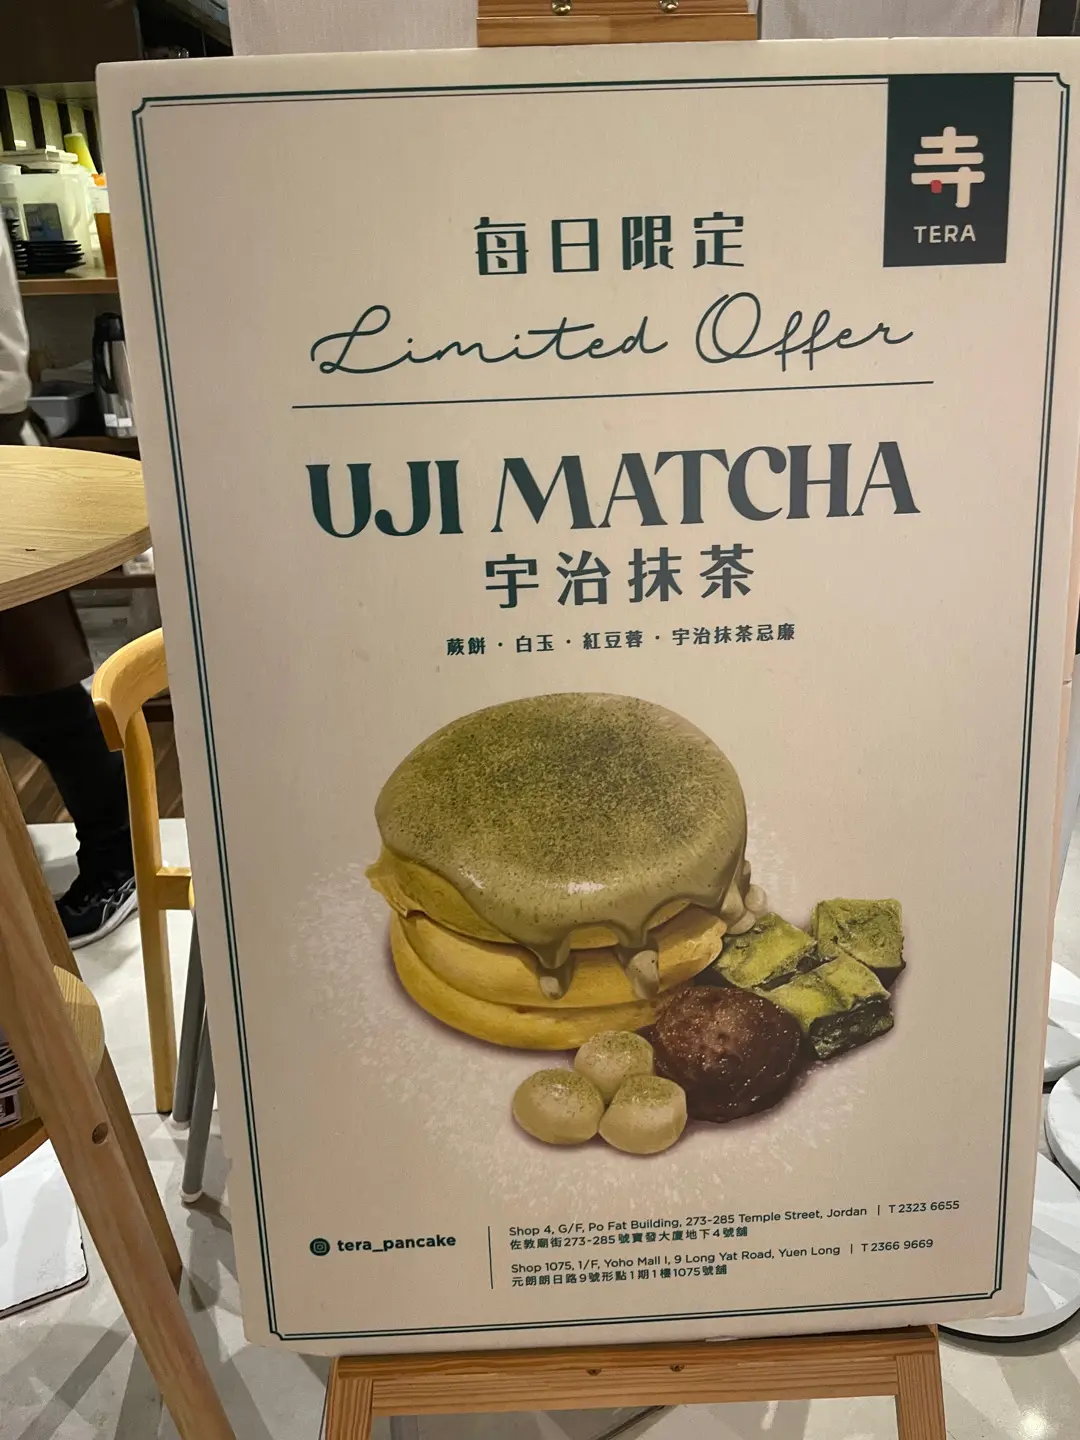 寺
TERA
每日限定
Limited Offer
UJI MATCHA
宇治抹茶
蕨餅・白玉・紅豆蓉・宇治抹茶忌廉
tera_pancake
Shop 4, G/F, Po Fat Building, 273-285 Temple Street, Jordan | T 2323 6655
佐敦廟街273-285號寶發大廈地下4號舖
Shop 1075, 1/F, Yoho Mall I, 9 Long Yat Road, Yuen Long | T 2366 9669
元朗朗日路9號形點1期1樓1075號舖